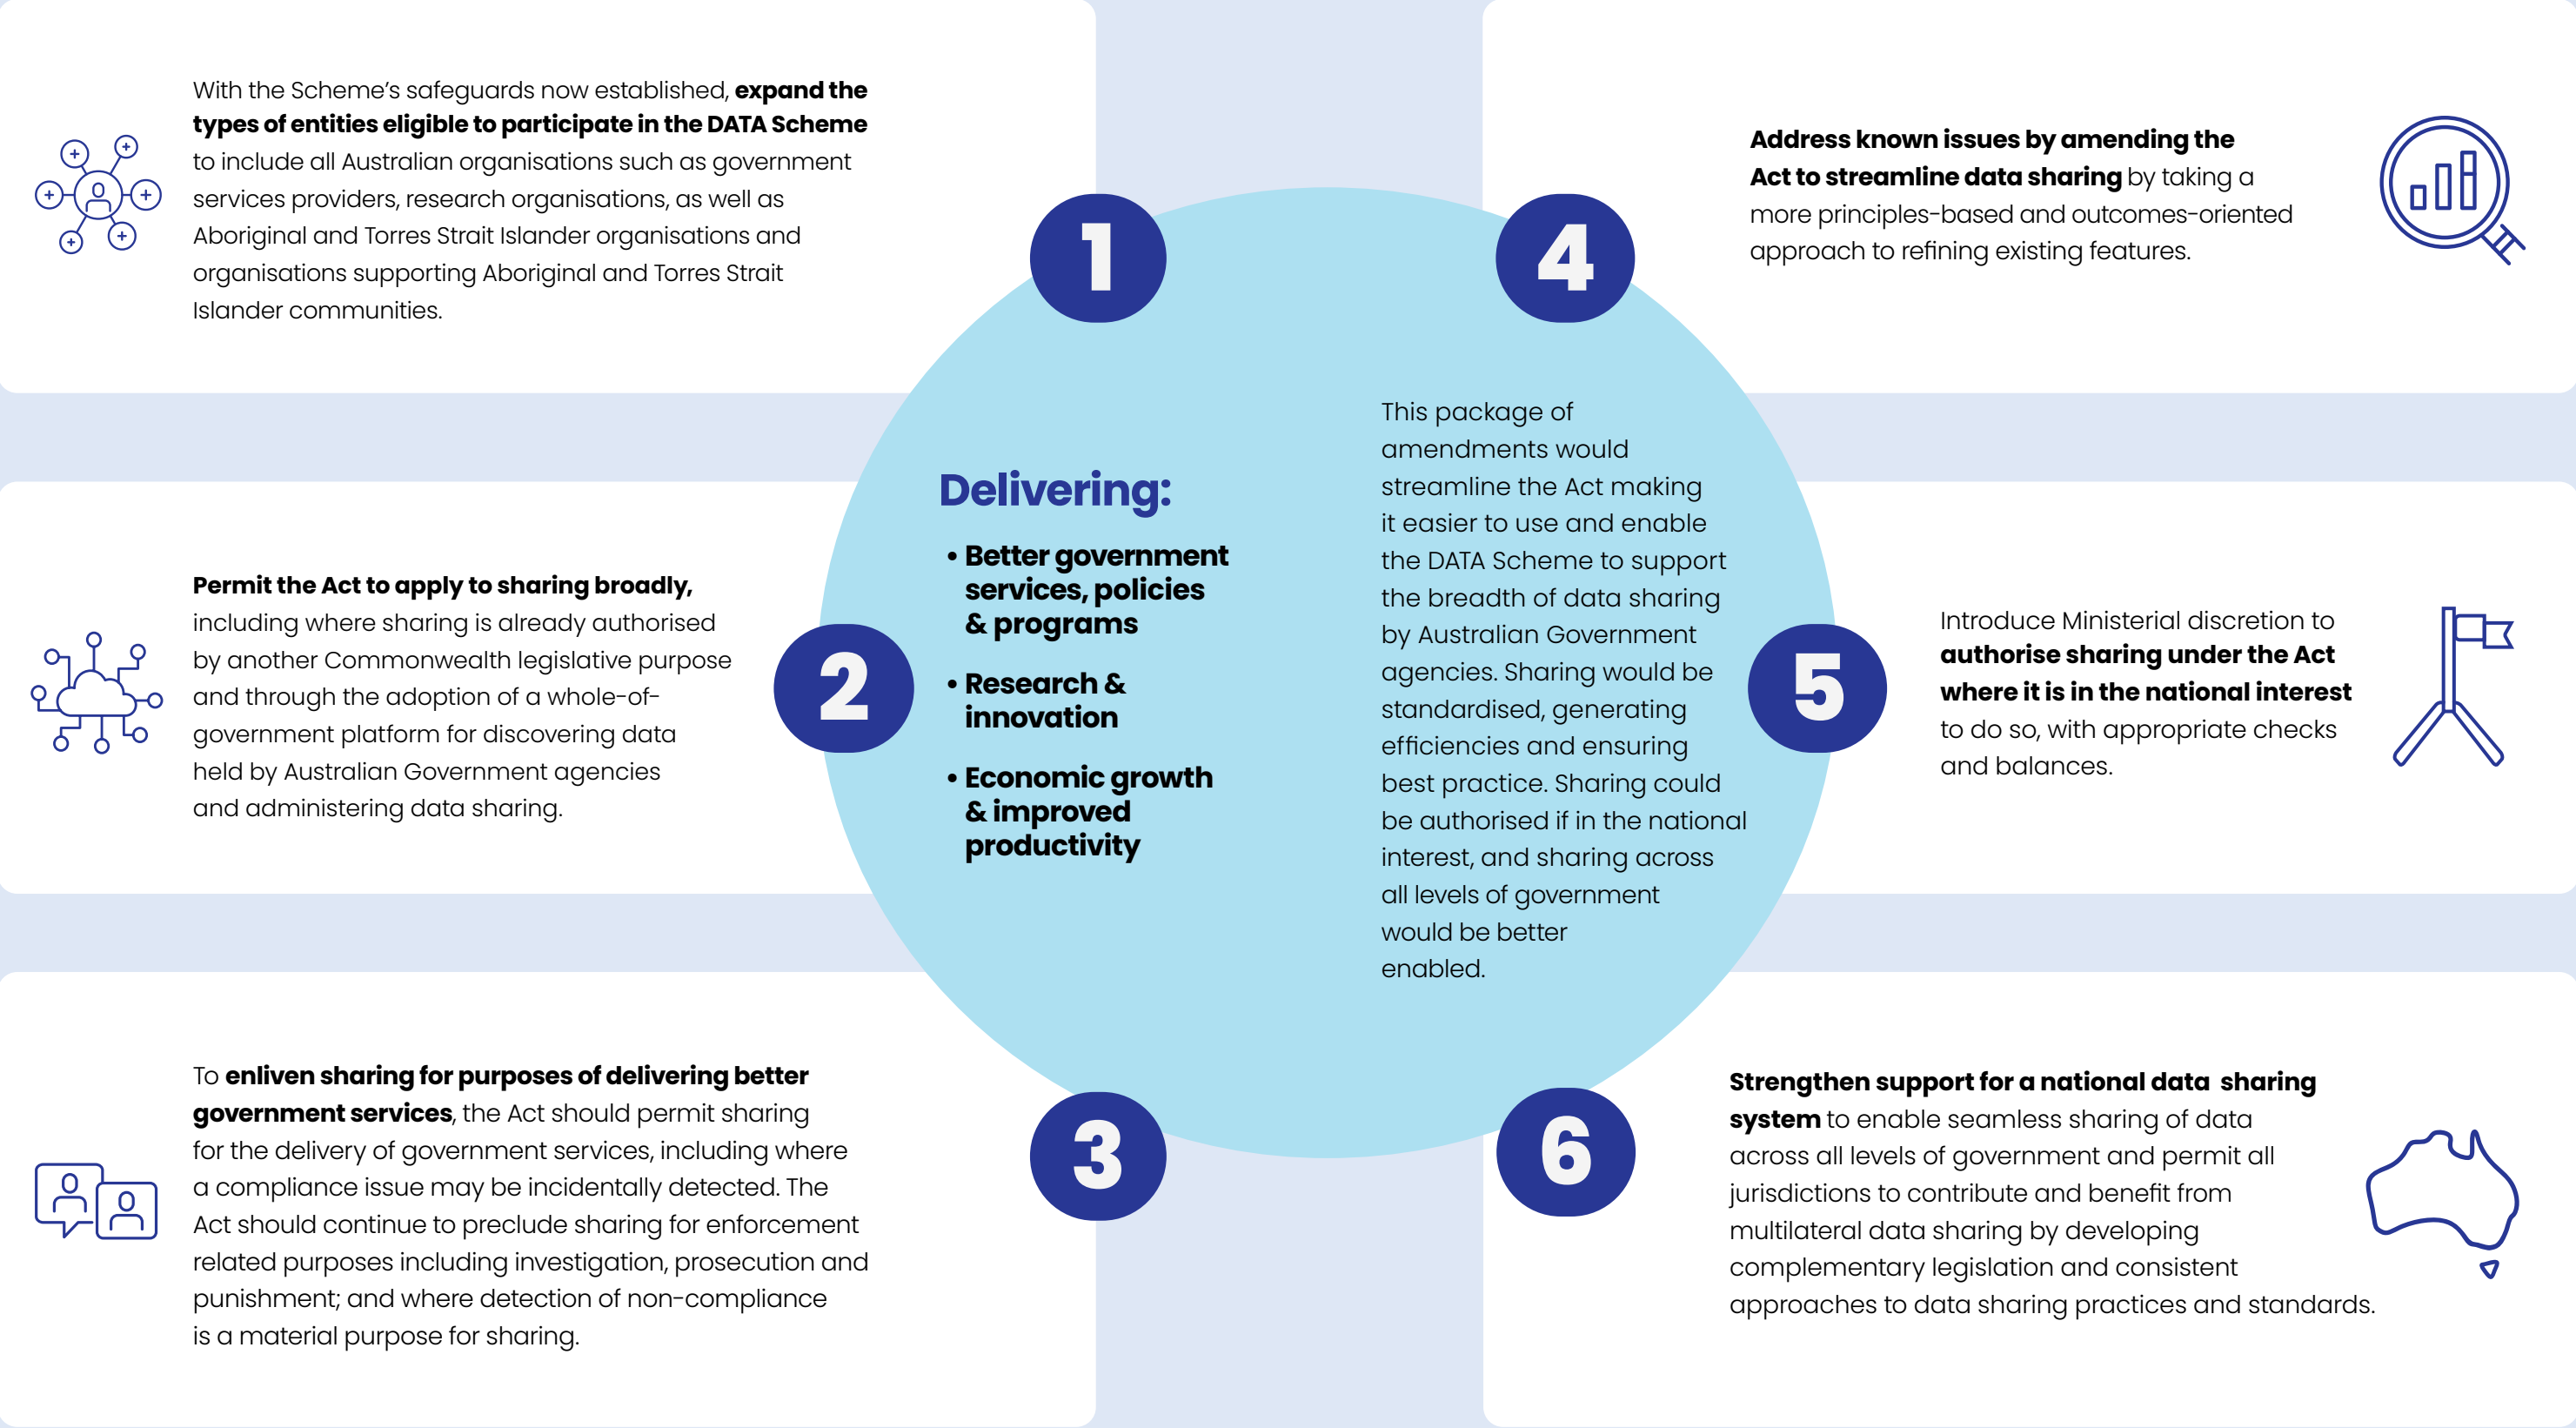 With the Scheme’s safeguards now established, expand the
types of entities eligible to participate in the DATA Scheme
to include all Australian organisations such as government
services providers, research organisations, as well as
Aboriginal and Torres Strait Islander organisations and
organisations supporting Aboriginal and Torres Strait
Islander communities.
1
Permit the Act to apply to sharing broadly,
including where sharing is already authorised
by another Commonwealth legislative purpose
and through the adoption of a whole-of-
government platform for discovering data
held by Australian Government agencies
and administering data sharing.
2
To enliven sharing for purposes of delivering better
government services, the Act should permit sharing
for the delivery of government services, including where
a compliance issue may be incidentally detected. The
Act should continue to preclude sharing for enforcement
related purposes including investigation, prosecution and
punishment; and where detection of non-compliance
is a material purpose for sharing.
3
Delivering:
• Better government
services, policies
& programs
• Research &
innovation
• Economic growth
& improved
productivity
This package of
amendments would
streamline the Act making
it easier to use and enable
the DATA Scheme to support
the breadth of data sharing
by Australian Government
agencies. Sharing would be
standardised, generating
efficiencies and ensuring
best practice. Sharing could
be authorised if in the national
interest, and sharing across
all levels of government
would be better
enabled.
4
Address known issues by amending the
Act to streamline data sharing by taking a
more principles-based and outcomes-oriented
approach to refining existing features.
5
Introduce Ministerial discretion to
authorise sharing under the Act
where it is in the national interest
to do so, with appropriate checks
and balances.
6
Strengthen support for a national data sharing
system to enable seamless sharing of data
across all levels of government and permit all
jurisdictions to contribute and benefit from
multilateral data sharing by developing
complementary legislation and consistent
approaches to data sharing practices and standards.